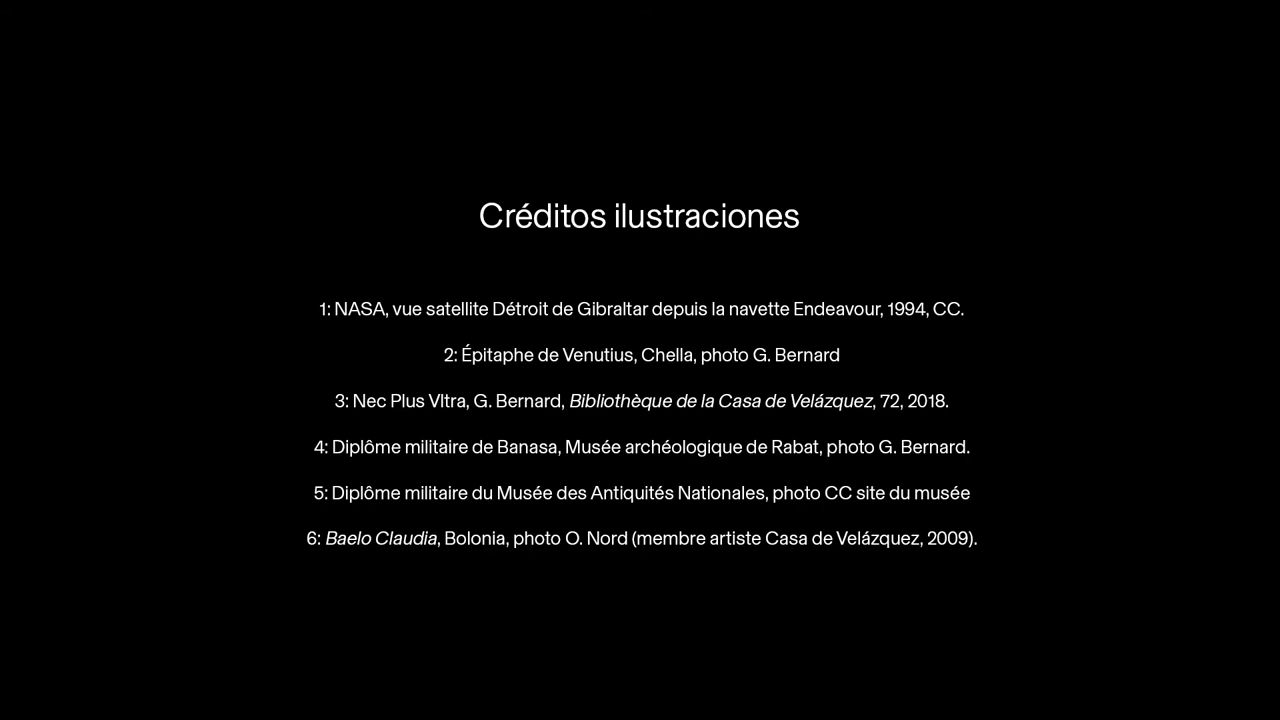 Créditos ilustraciones
1: NASA, vue satellite Détroit de Gibraltar depuis la navette Endeavour, 1994, CC.
2: Épitaphe de Venutius, Chella, photo G. Bernard
3: Nec Plus Vltra, G. Bernard, Bibliothèque de la Casa de Velázquez, 72, 2018.
4: Diplôme militaire de Banasa, Musée archéologique de Rabat, photo G. Bernard.
5: Diplôme militaire du Musée des Antiquités Nationales, photo CC site du musée
6: Baelo Claudia, Bolonia, photo O. Nord (membre artiste Casa de Velázquez, 2009).